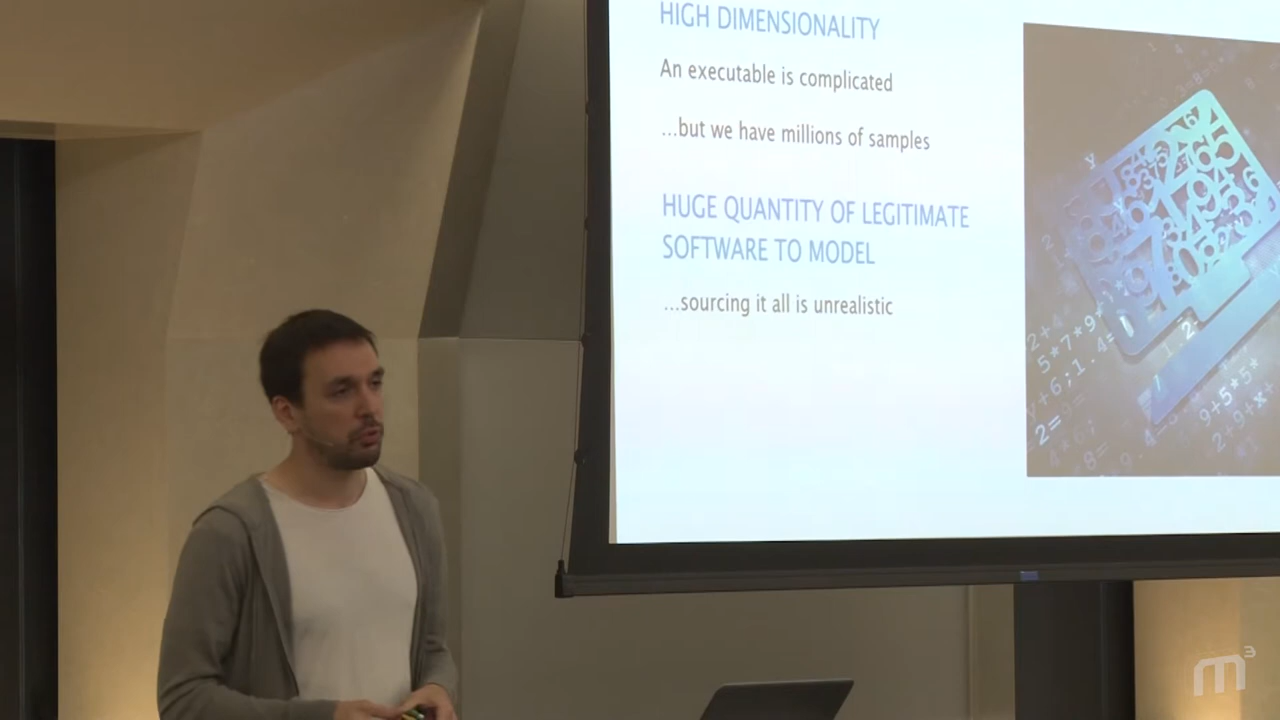 HIGH DIMENSIONALITY
An executable is complicated
...but we have millions of samples
HUGE QUANTITY OF LEGITIMATE
SOFTWARE TO MODEL
...sourcing it all is unrealistic
m3